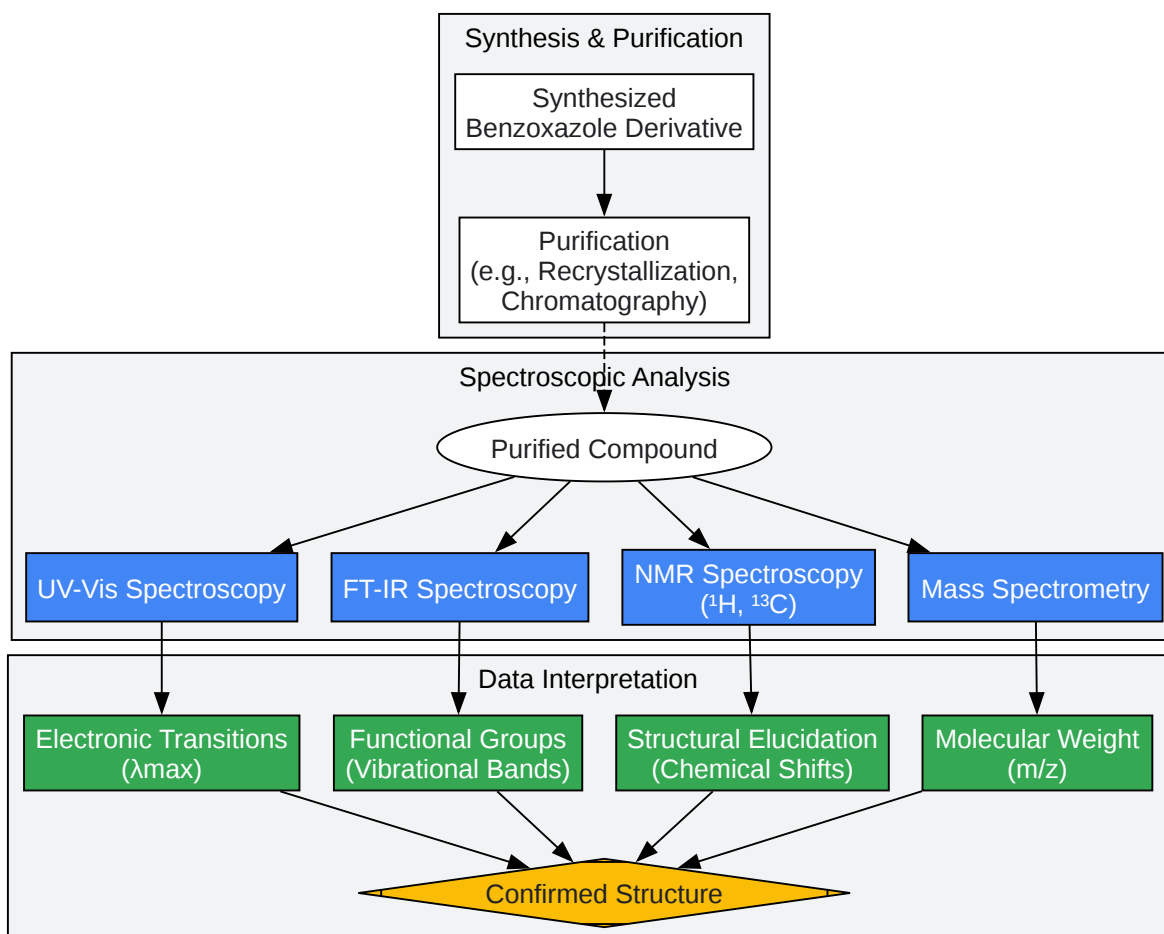 Synthesis & Purification
Synthesized
Benzoxazole Derivative
Purification
(e.g., Recrystallization,
Chromatography)
Spectroscopic Analysis
Purified Compound
UV-Vis Spectroscopy
FT-IR Spectroscopy
NMR Spectroscopy
(¹H, ¹³C)
Mass Spectrometry
Data Interpretation
Electronic Transitions
(λmax)
Functional Groups
(Vibrational Bands)
Structural Elucidation
(Chemical Shifts)
Molecular Weight
(m/z)
Confirmed Structure